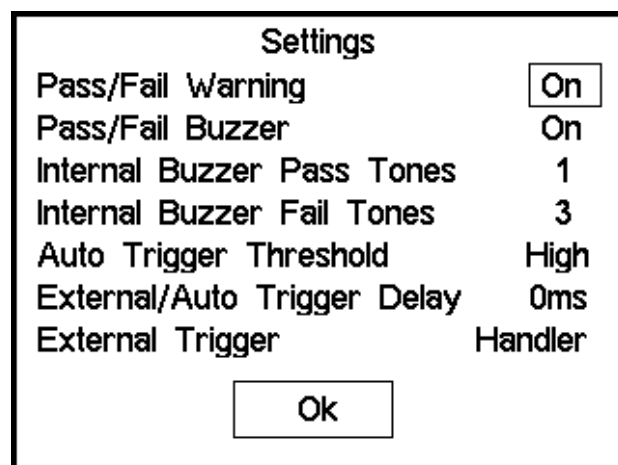 Settings
Pass/Fail Warning On
Pass/Fail Buzzer On
Internal Buzzer Pass Tones 1
Internal Buzzer Fail Tones 3
Auto Trigger Threshold High
External/Auto Trigger Delay 0ms
External Trigger Handler
Ok